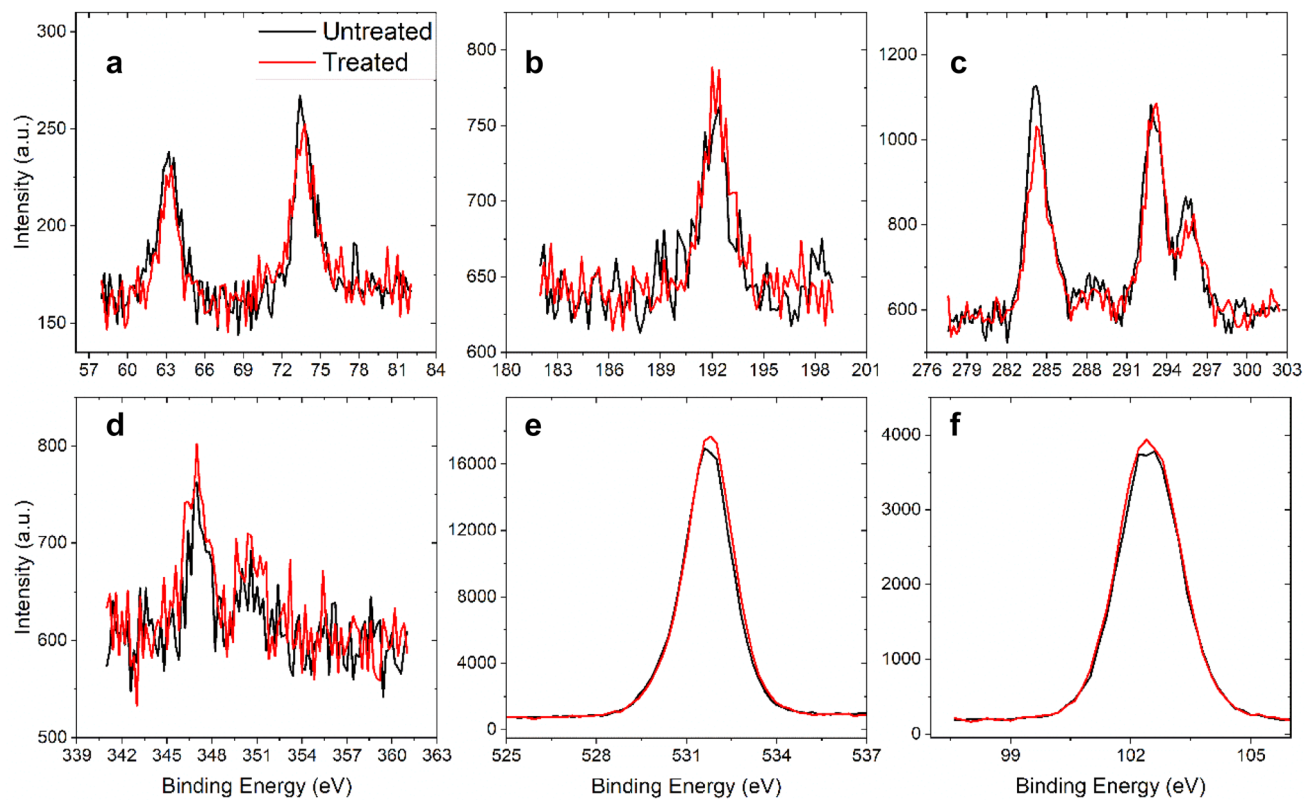 a
Untreated
Treated
b
c
Intensity (a.u.)
300
250
200
150
57 60 63 66 69 72 75 78 81 84
800
750
700
650
600
180 183 186 189 192 195 198 201
1200
1000
800
600
276 279 282 285 288 291 294 297 300 303
d
e
f
Intensity (a.u.)
800
700
600
500
339 342 345 348 351 354 357 360 363
Binding Energy (eV)
16000
12000
8000
4000
0
525 528 531 534 537
Binding Energy (eV)
4000
3000
2000
1000
0
99 102 105
Binding Energy (eV)